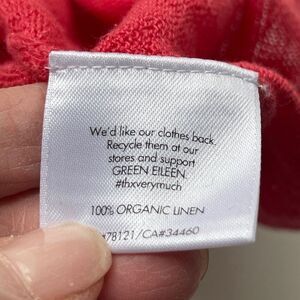 We'd like our clothes back.
Recycle them at our
stores and support
GREEN EILEEN.
#thxverymuch
100% ORGANIC LINEN
#78121/CA#34460